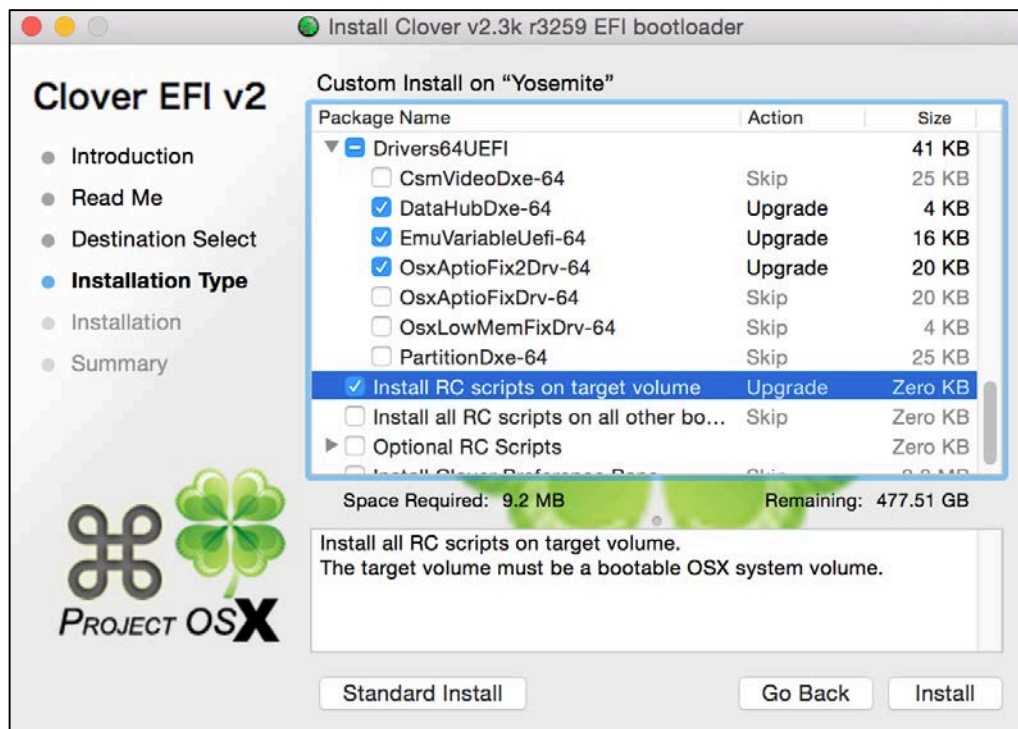 Install Clover v2.3k r3259 EFI bootloader
Clover EFI v2
Introduction
Read Me
Destination Select
Installation Type
Installation
Summary
PROJECT OSX
Custom Install on “Yosemite”
Package Name Action Size
Drivers64UEFI 41 KB
CsmVideoDxe-64 Skip 25 KB
DataHubDxe-64 Upgrade 4 KB
EmuVariableUefi-64 Upgrade 16 KB
OsxAptioFix2Drv-64 Upgrade 20 KB
OsxAptioFixDrv-64 Skip 20 KB
OsxLowMemFixDrv-64 Skip 4 KB
PartitionDxe-64 Skip 25 KB
Install RC scripts on target volume Upgrade Zero KB
Install all RC scripts on all other bo... Skip Zero KB
Optional RC Scripts Zero KB
Install Clover Preference Pane Skip
Space Required: 9.2 MB Remaining: 477.51 GB
Install all RC scripts on target volume.
The target volume must be a bootable OSX system volume.
Standard Install Go Back Install